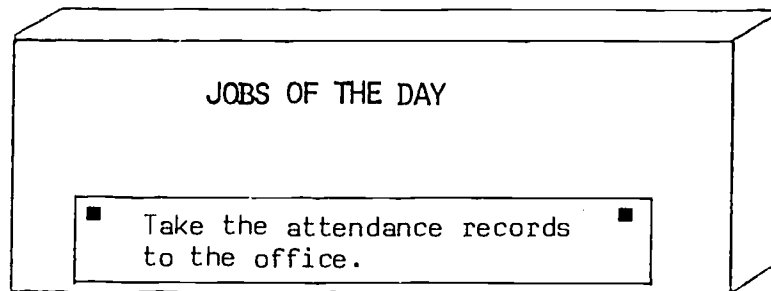 JOBS OF THE DAY
Take the attendance records
to the office.